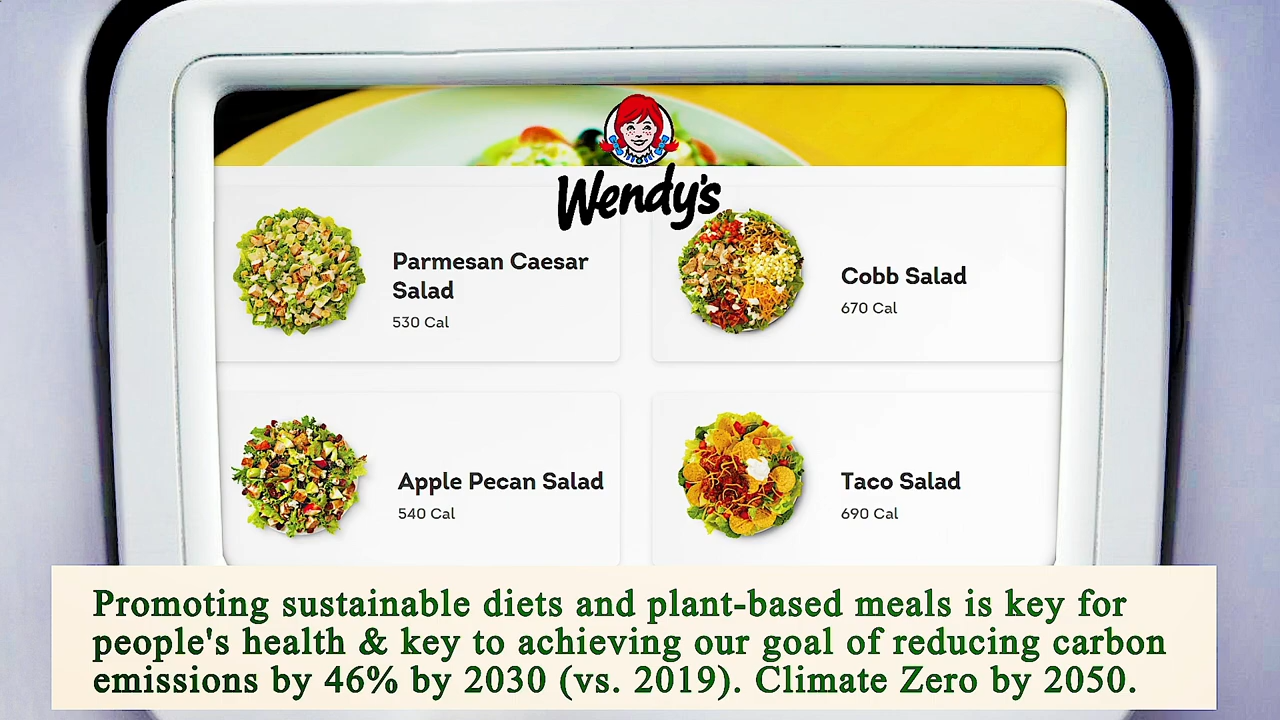 Wendy's
Parmesan Caesar
Salad
530 Cal
Cobb Salad
670 Cal
Apple Pecan Salad
540 Cal
Taco Salad
690 Cal
Promoting sustainable diets and plant-based meals is key for
people's health & key to achieving our goal of reducing carbon
emissions by 46% by 2030 (vs. 2019). Climate Zero by 2050.